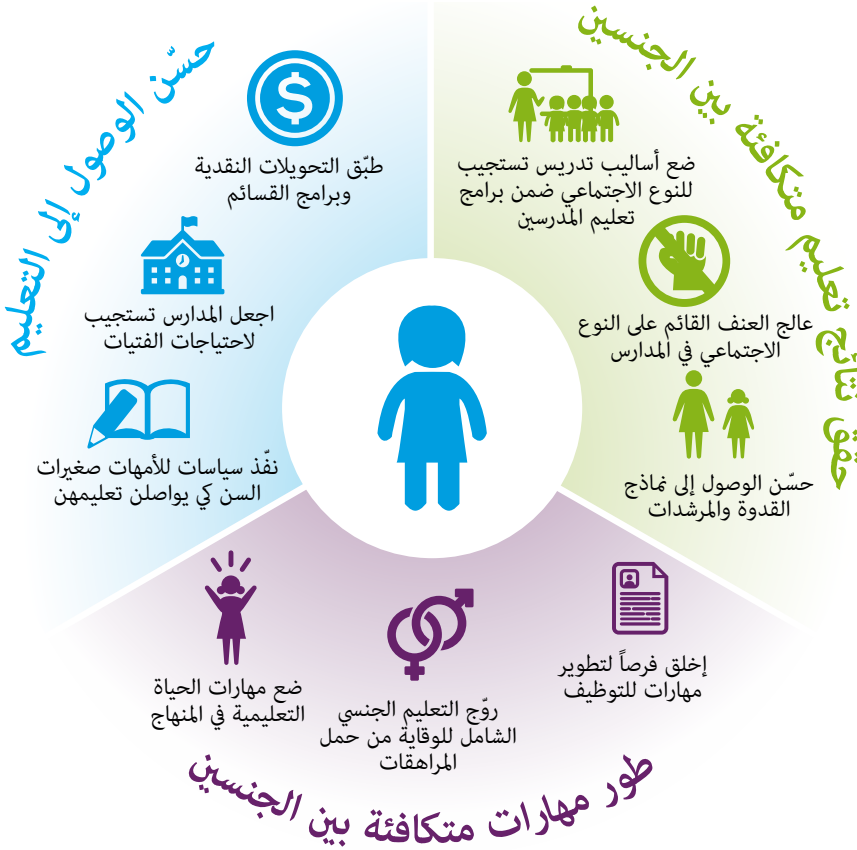 حقق نتائج تعليم متكافئة بين الجنسين
ضع أساليب تدريس تستجيب
للنوع الاجتماعي ضمن برامج
تعليم المدرسين
عالج العنف القائم على النوع
الاجتماعي في المدارس
حسّن الوصول إلى نماذج
القدوة والمرشدات
حسّن الوصول إلى التعليم
طبّق التحويلات النقدية
وبرامج القسائم
اجعل المدارس تستجيب
لاحتياجات الفتيات
نفّذ سياسات للأمهات صغيرات
السن كي يواصلن تعليمهن
إخلق فرصاً لتطوير
مهارات للتوظيف
روّج التعليم الجنسي
الشامل للوقاية من حمل
المراهقات
ضع مهارات الحياة
التعليمية في المنهاج
طور مهارات متكافئة بين الجنسين